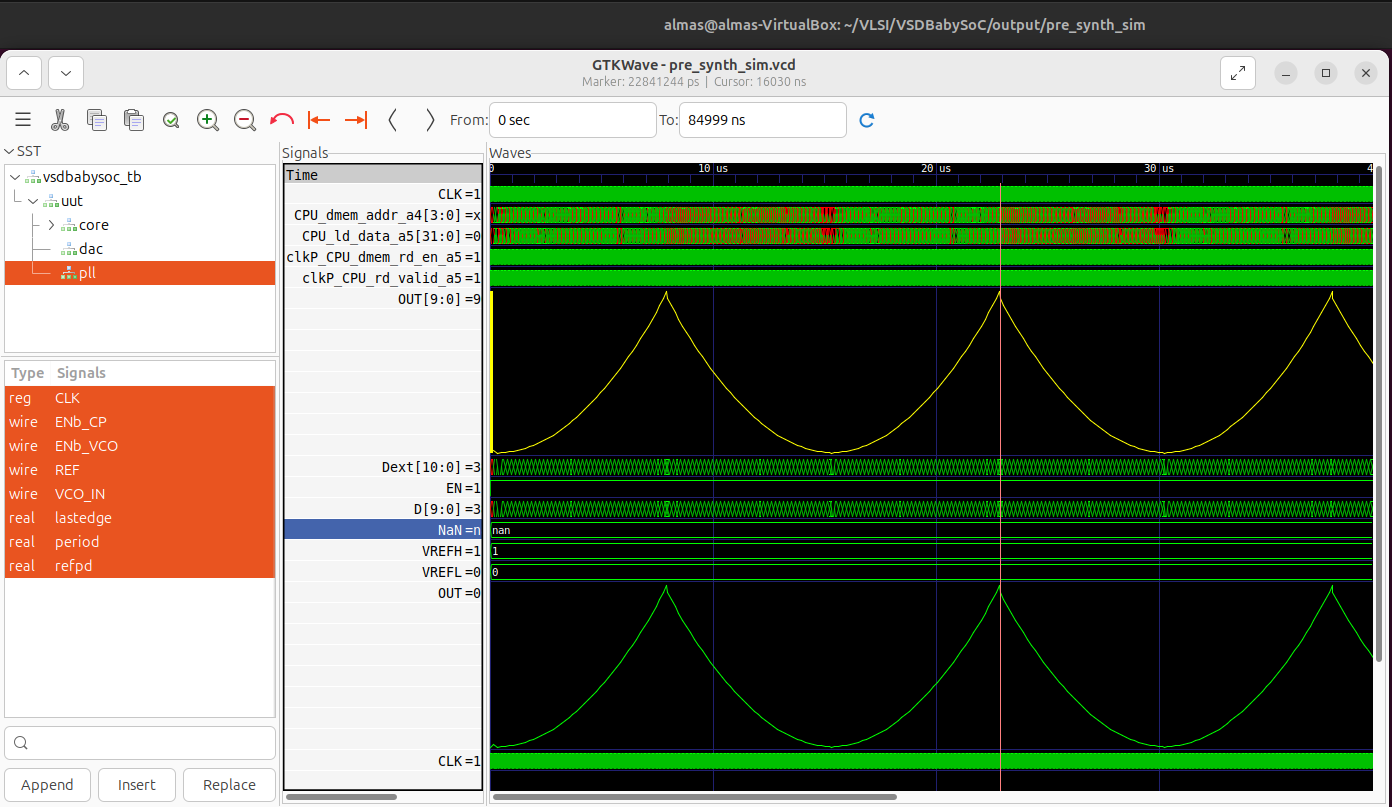 almas@almas-VirtualBox: ~/VLSI/VSDBabySoC/output/pre_synth_sim
GTKWave - pre_synth_sim.vcd
Marker: 22841244 ps | Cursor: 16030 ns
From: 0 sec To: 84999 ns
SST
vsdbabysoc_tb
uut
core
dac
pll
Type Signals
reg CLK
wire ENb_CP
wire ENb_VCO
wire REF
wire VCO_IN
real lastedge
real period
real refpd
Append Insert Replace
Signals
Time
CLK=1
CPU_dmem_addr_a4[3:0]=x
CPU_ld_data_a5[31:0]=0
clkP_CPU_dmem_rd_en_a5=1
clkP_CPU_rd_valid_a5=1
OUT[9:0]=9
Dext[10:0]=3
EN=1
D[9:0]=3
NaN=n
VREFH=1
VREFL=0
OUT=0
CLK=1
Waves
0 10 us 20 us 30 us 4
nan
1
0